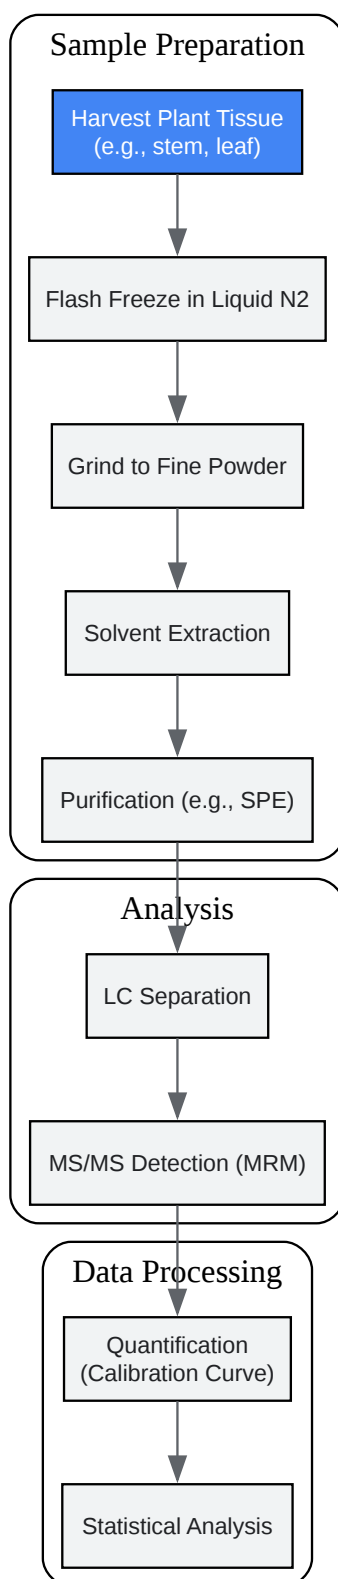 Sample Preparation
Harvest Plant Tissue
(e.g., stem, leaf)
Flash Freeze in Liquid N2
Grind to Fine Powder
Solvent Extraction
Purification (e.g., SPE)
Analysis
LC Separation
MS/MS Detection (MRM)
Data Processing
Quantification
(Calibration Curve)
Statistical Analysis